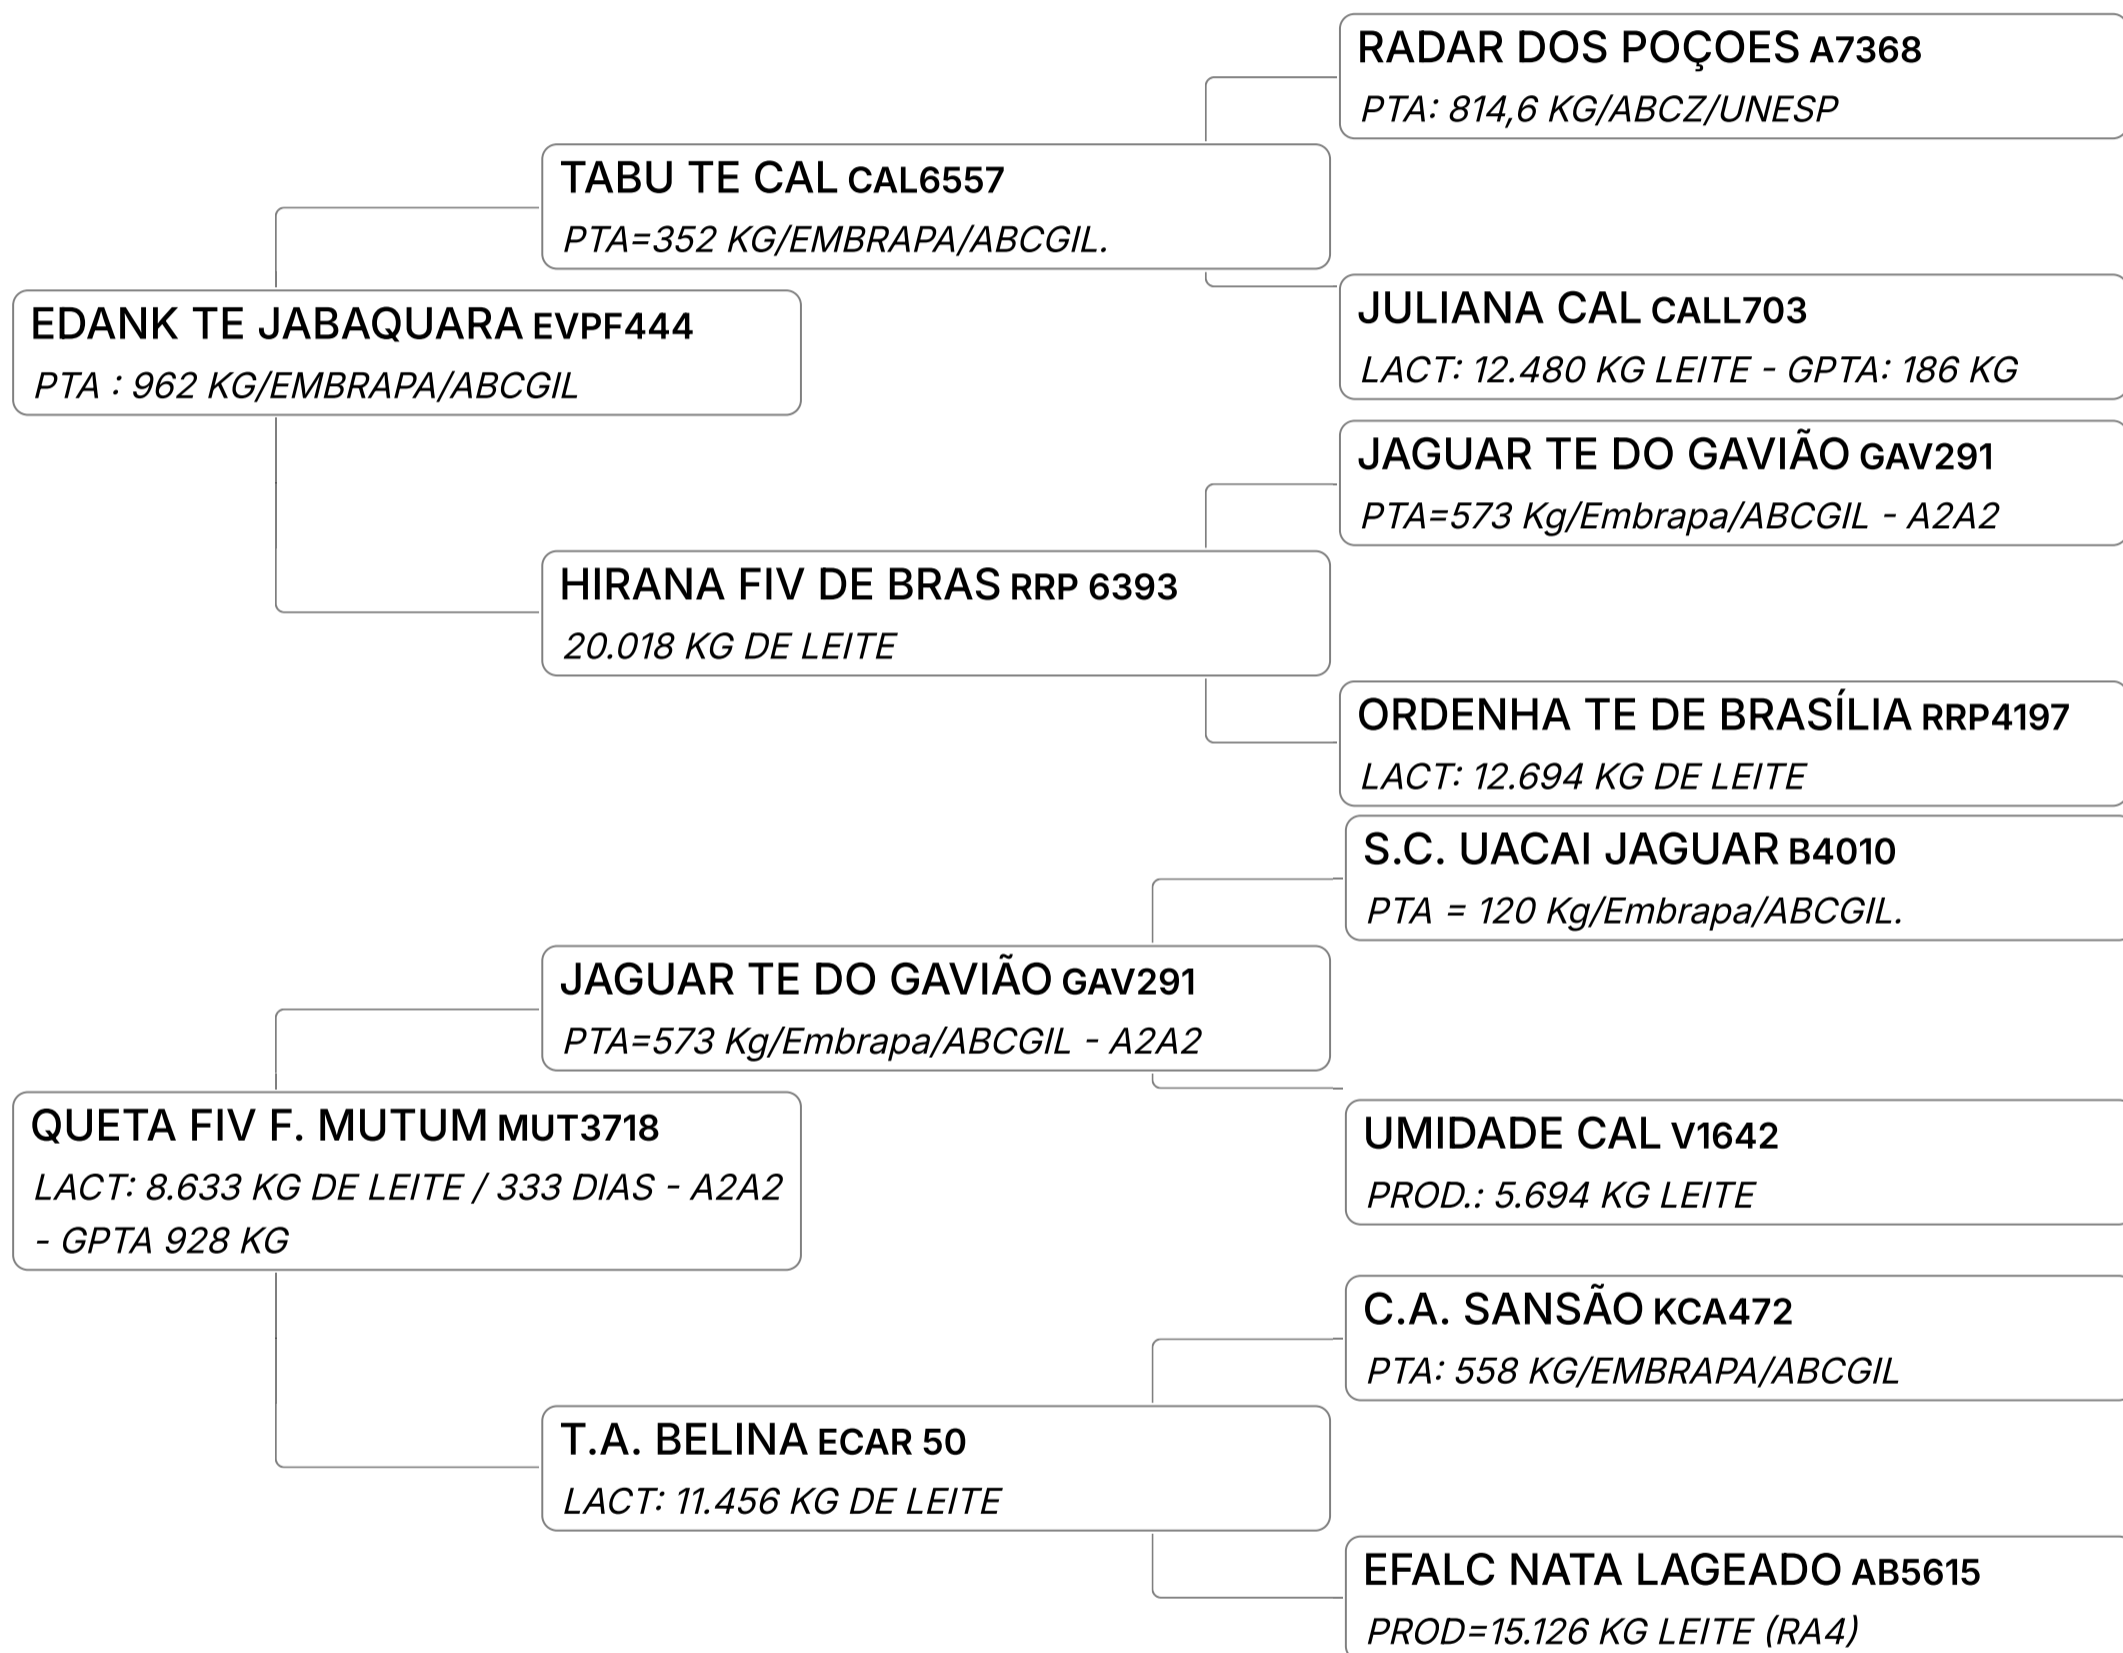 RADAR DOS POÇOES A7368
PTA: 814,6 KG/ABCZ/UNESP
TABU TE CAL CAL6557
PTA=352 KG/EMBRAPA/ABCGIL.
JULIANA CAL CALL703
LACT: 12.480 KG LEITE - GPTA: 186 KG
EDANK TE JABAQUARA EVPF444
PTA : 962 KG/EMBRAPA/ABCGIL
JAGUAR TE DO GAVIÃO GAV291
PTA=573 Kg/Embrapa/ABCGIL - A2A2
HIRANA FIV DE BRAS RRP 6393
20.018 KG DE LEITE
ORDENHA TE DE BRASÍLIA RRP4197
LACT: 12.694 KG DE LEITE
S.C. UACAI JAGUAR B4010
PTA = 120 Kg/Embrapa/ABCGIL.
JAGUAR TE DO GAVIÃO GAV291
PTA=573 Kg/Embrapa/ABCGIL - A2A2
UMIDADE CAL V1642
PROD.: 5.694 KG LEITE
QUETA FIV F. MUTUM MUT3718
LACT: 8.633 KG DE LEITE / 333 DIAS - A2A2
- GPTA 928 KG
C.A. SANSÃO KCA472
PTA: 558 KG/EMBRAPA/ABCGIL
T.A. BELINA ECAR 50
LACT: 11.456 KG DE LEITE
EFALC NATA LAGEADO AB5615
PROD=15.126 KG LEITE (RA4)